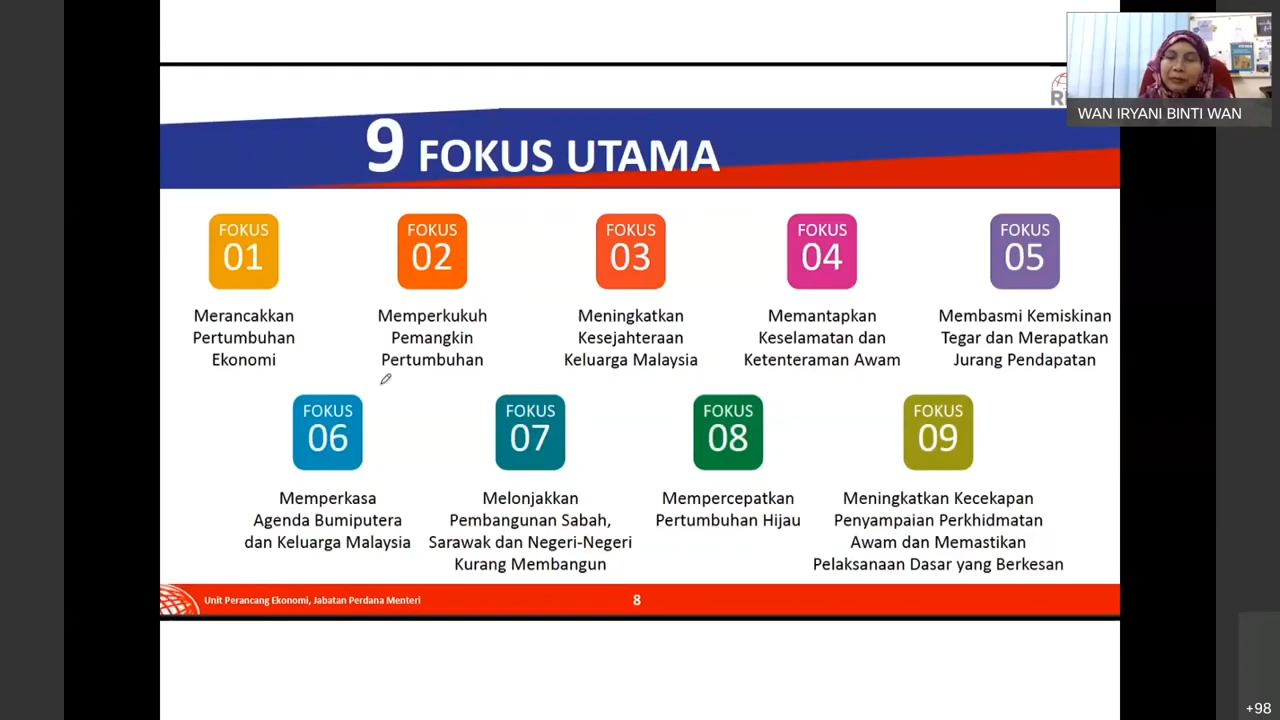 WAN IRYANI BINTI WAN
9 FOKUS UTAMA
FOKUS
01
Merancakkan
Pertumbuhan
Ekonomi
FOKUS
02
Memperkukuh
Pemangkin
Pertumbuhan
FOKUS
03
Meningkatkan
Kesejahteraan
Keluarga Malaysia
FOKUS
04
Memantapkan
Keselamatan dan
Ketenteraman Awam
FOKUS
05
Membasmi Kemiskinan
Tegar dan Merapatkan
Jurang Pendapatan
FOKUS
06
Memperkasa
Agenda Bumiputera
dan Keluarga Malaysia
FOKUS
07
Melonjakkan
Pembangunan Sabah,
Sarawak dan Negeri-Negeri
Kurang Membangun
FOKUS
08
Mempercepatkan
Pertumbuhan Hijau
FOKUS
09
Meningkatkan Kecekapan
Penyampaian Perkhidmatan
Awam dan Memastikan
Pelaksanaan Dasar yang Berkesan
Unit Perancang Ekonomi, Jabatan Perdana Menteri
8
+98